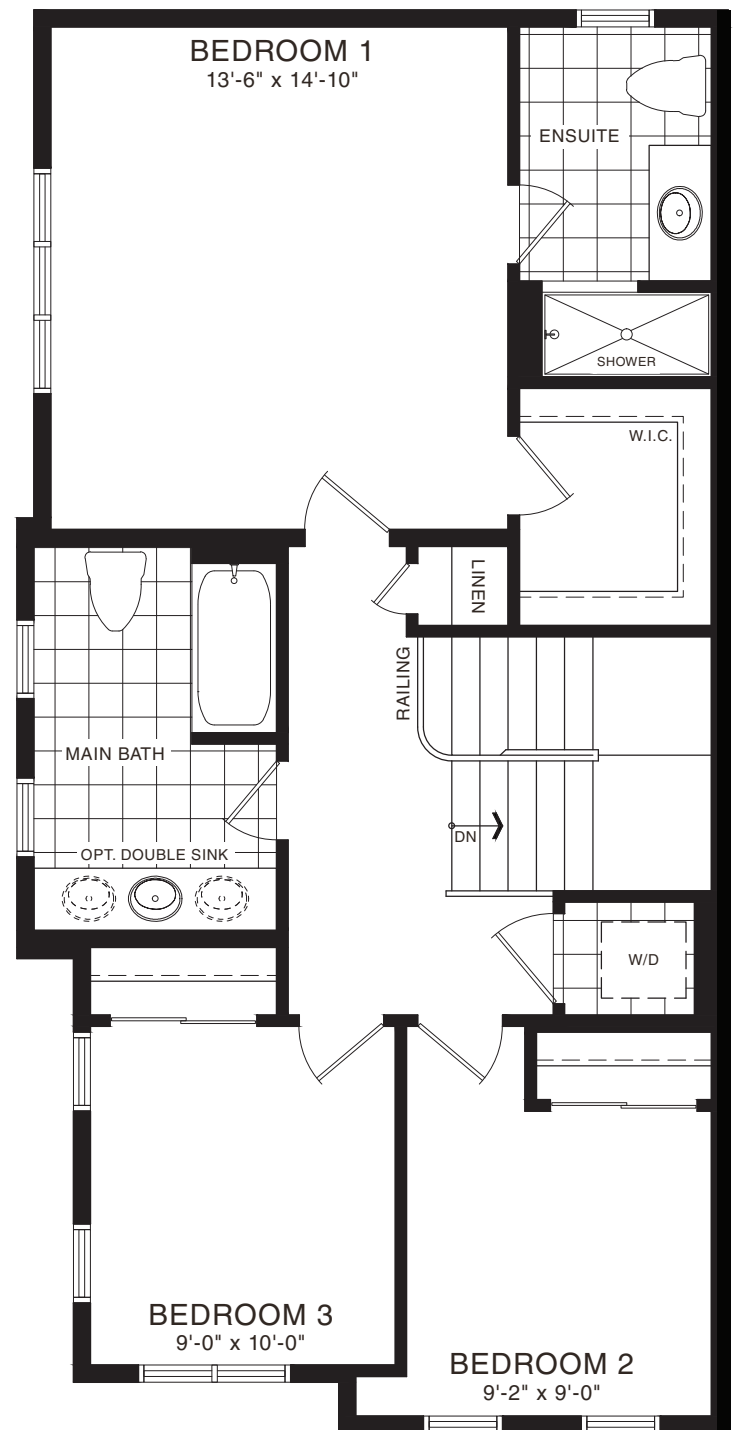 BEDROOM 1
13'-6" x 14'-10"
ENSUITE
SHOWER
W.I.C.
LINEN
RAILING
MAIN BATH
DN
OPT. DOUBLE SINK
W/D
BEDROOM 3
9'-0" x 10'-0"
BEDROOM 2
9'-2" x 9'-0"